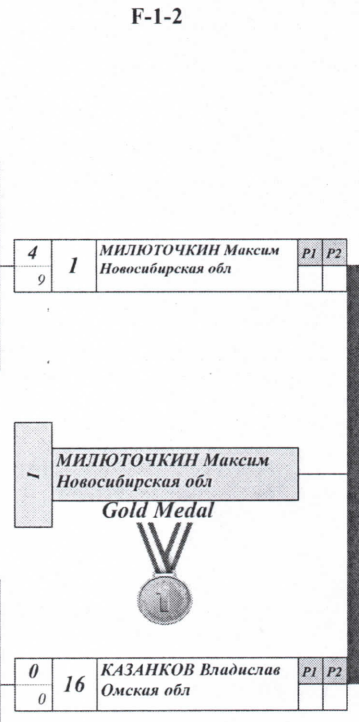 F-1-2
4 1 МИЛЮТОЧКИН Максим P1 P2
9 Новосибирская обл
1 МИЛЮТОЧКИН Максим
Новосибирская обл
Gold Medal
1
0 16 КАЗАНКОВ Владислав P1 P2
0 Омская обл